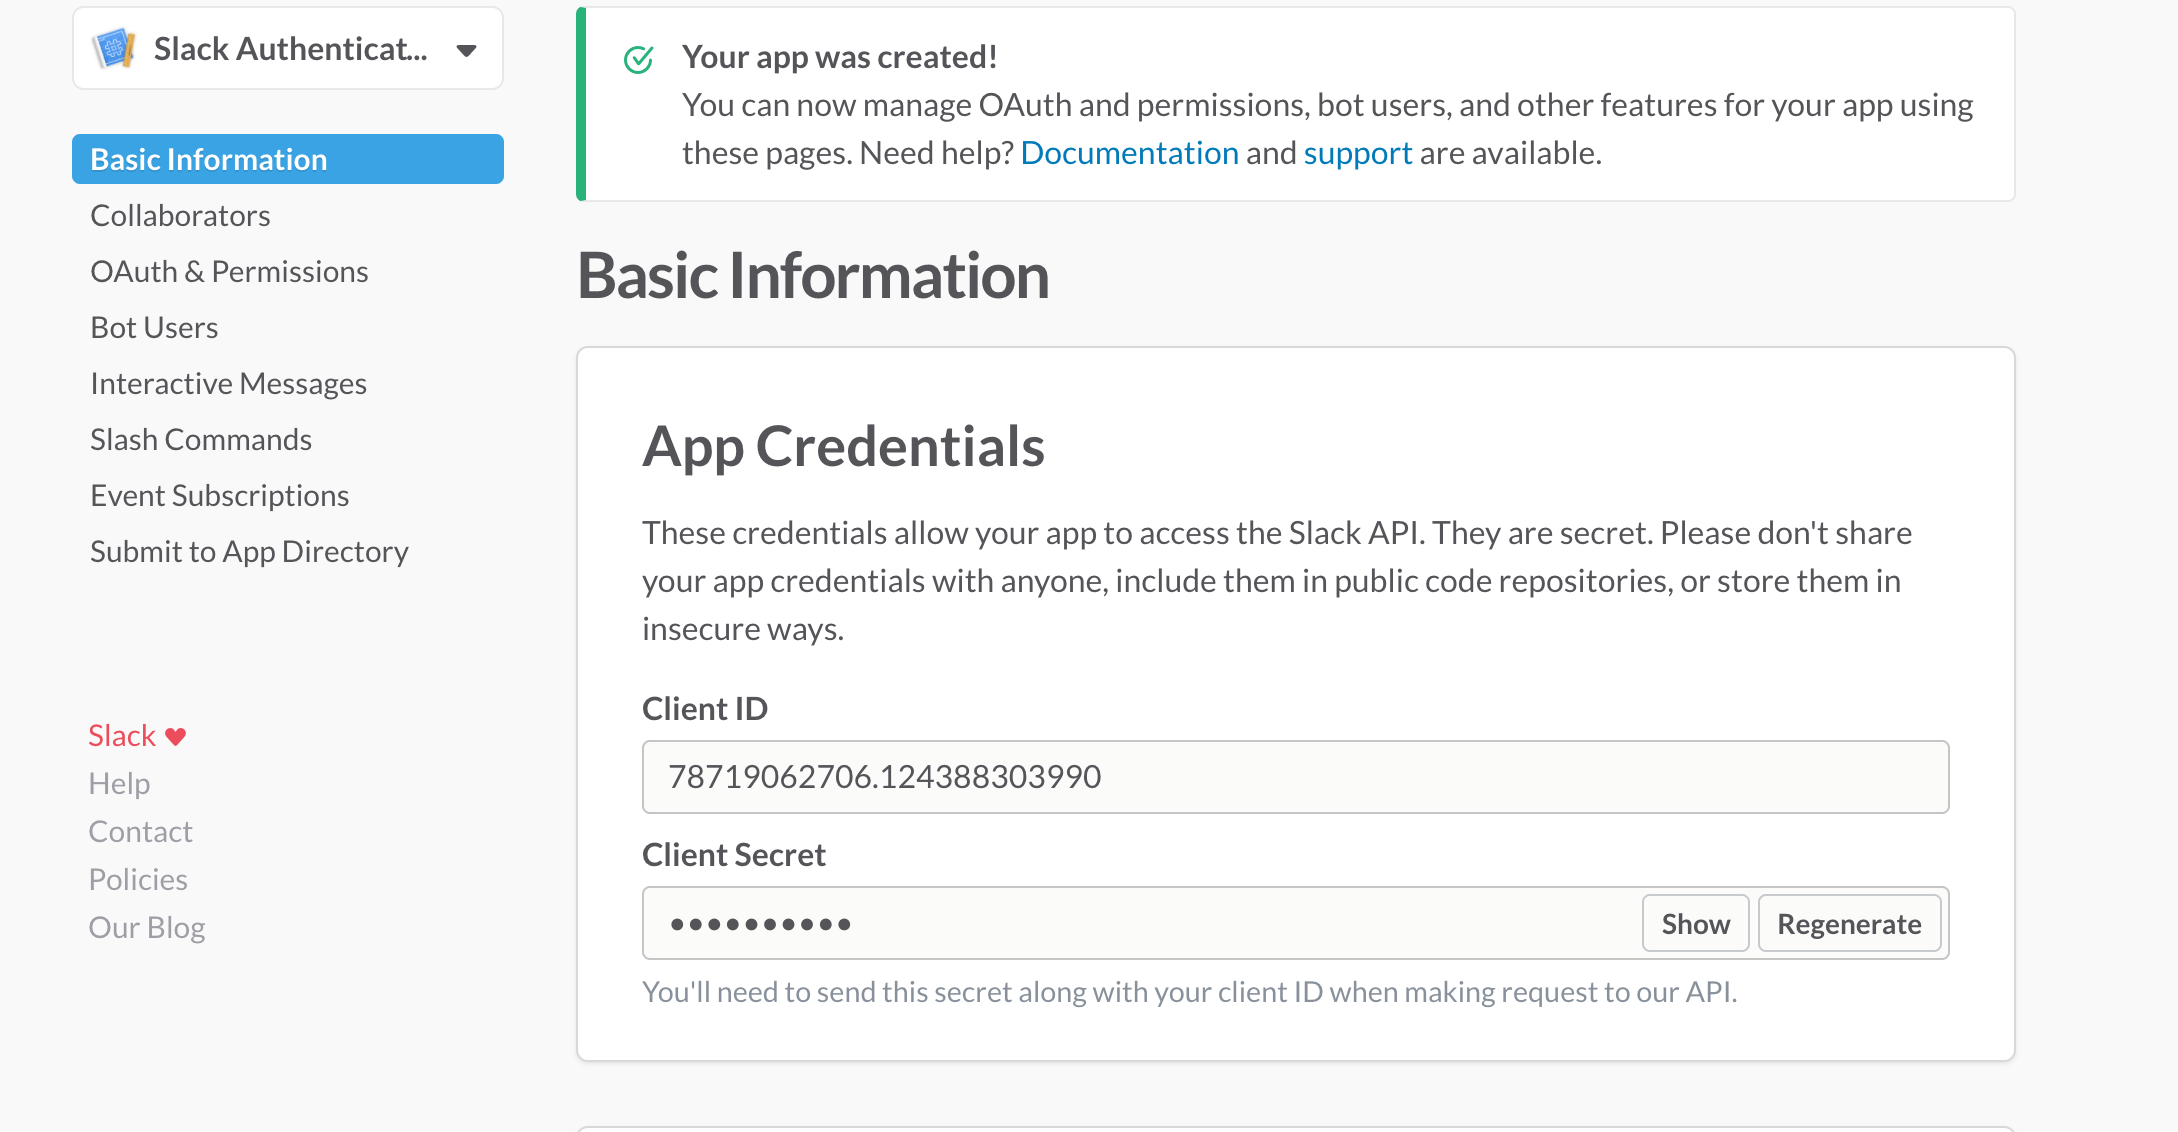 Slack Authenticat...
Basic Information
Collaborators
OAuth & Permissions
Bot Users
Interactive Messages
Slash Commands
Event Subscriptions
Submit to App Directory
Slack ♥
Help
Contact
Policies
Our Blog
Your app was created!
You can now manage OAuth and permissions, bot users, and other features for your app using
these pages. Need help? Documentation and support are available.
Basic Information
App Credentials
These credentials allow your app to access the Slack API. They are secret. Please don't share
your app credentials with anyone, include them in public code repositories, or store them in
insecure ways.
Client ID
78719062706.124388303990
Client Secret
•••••••••• Show Regenerate
You'll need to send this secret along with your client ID when making request to our API.